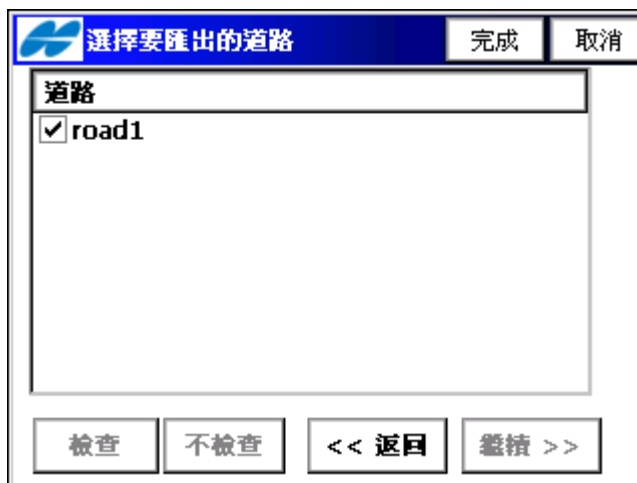 選擇要匯出的道路 完成 取消
道路
road1
檢查 不檢查 << 返回 繼續 >>